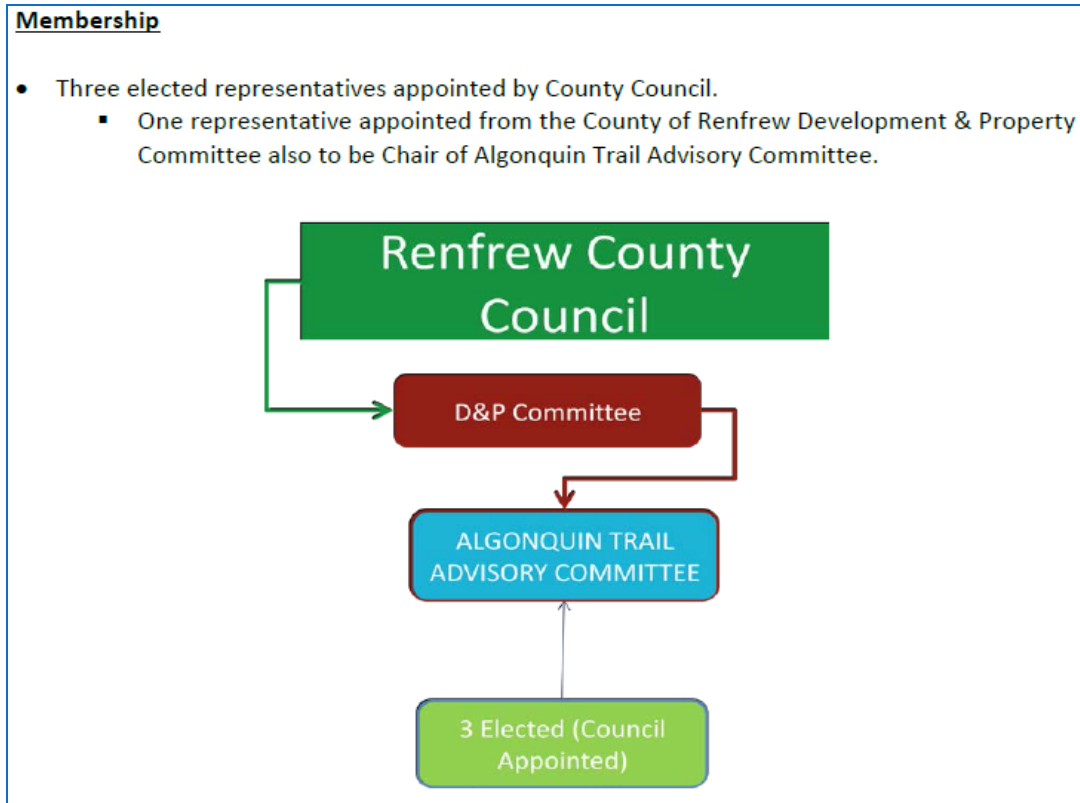 Membership
• Three elected representatives appointed by County Council.
▪ One representative appointed from the County of Renfrew Development & Property
Committee also to be Chair of Algonquin Trail Advisory Committee.
Renfrew County
Council
D&P Committee
ALGONQUIN TRAIL
ADVISORY COMMITTEE
3 Elected (Council
Appointed)